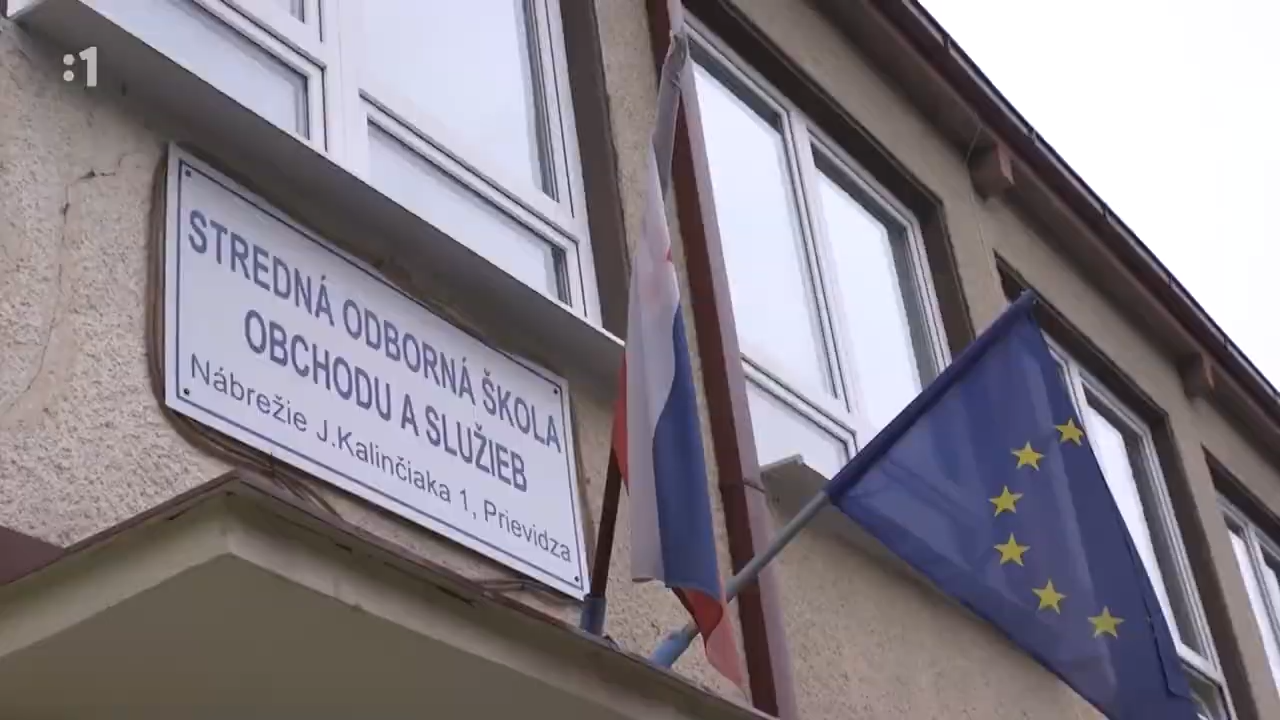 :1
STREDNÁ ODBORNÁ ŠKOLA
OBCHODU A SLUŽIEB
Nábrežie J.Kalinčiaka 1, Prievidza